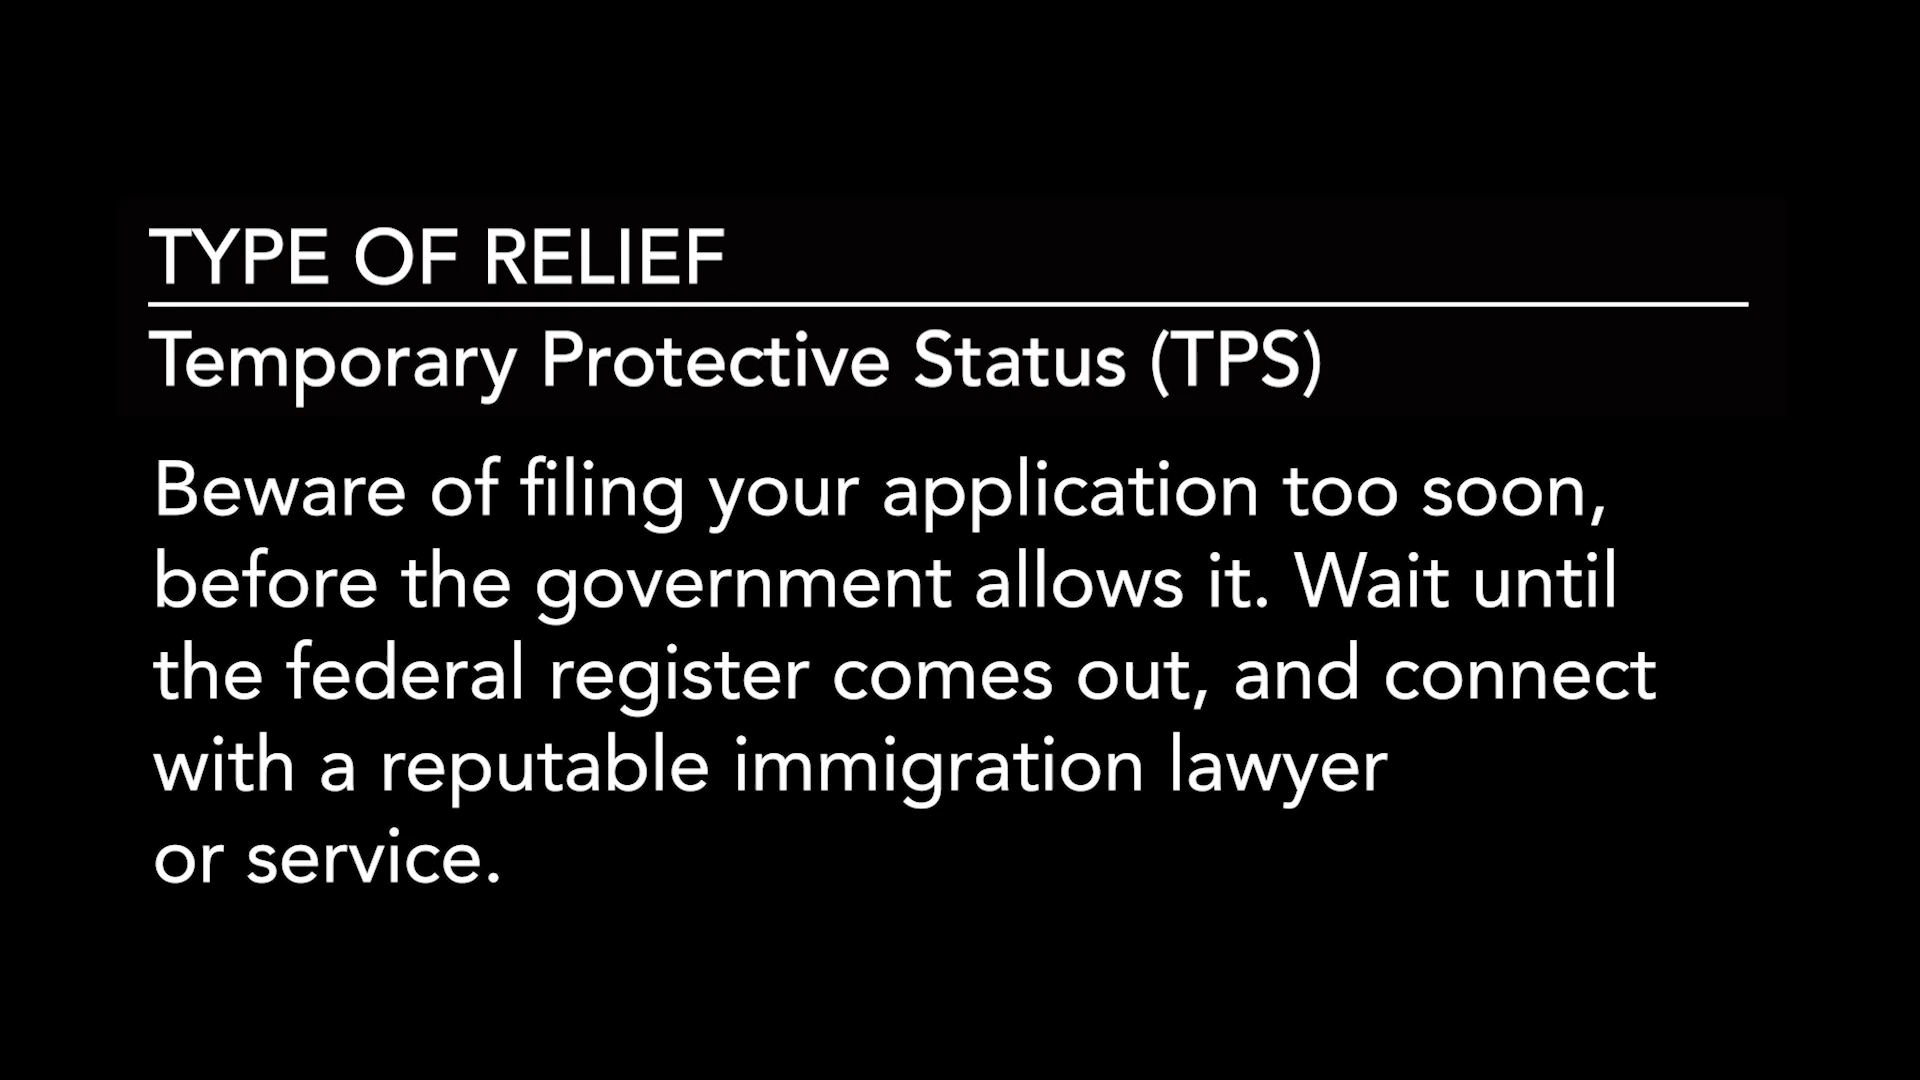 TYPE OF RELIEF
Temporary Protective Status (TPS)
Beware of filing your application too soon,
before the government allows it. Wait until
the federal register comes out, and connect
with a reputable immigration lawyer
or service.